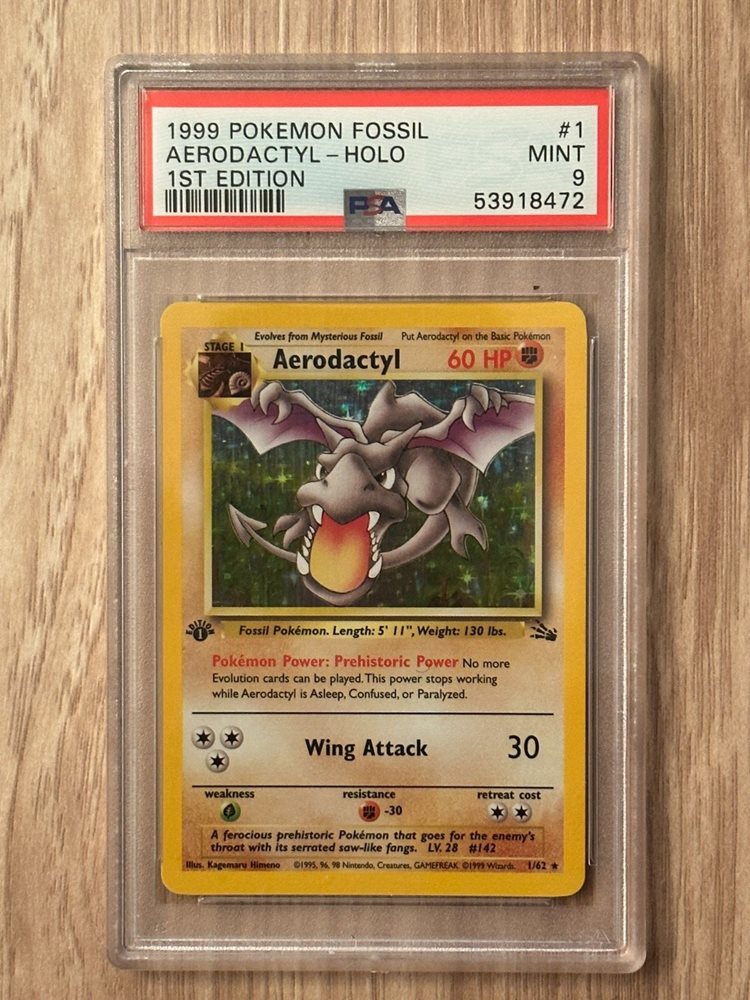 1999 POKEMON FOSSIL #1
AERODACTYL - HOLO MINT
1ST EDITION 9
PSA 53918472
Evolves from Mysterious Fossil Put Aerodactyl on the Basic Pokémon
STAGE 1
Aerodactyl 60 HP
EDITION 1
Fossil Pokémon. Length: 5' 11", Weight: 130 lbs.
Pokémon Power: Prehistoric Power No more
Evolution cards can be played. This power stops working
while Aerodactyl is Asleep, Confused, or Paralyzed.
Wing Attack 30
weakness resistance retreat cost
-30
A ferocious prehistoric Pokémon that goes for the enemy's
throat with its serrated saw-like fangs. LV. 28 #142
Illus. Kagemaru Himeno ©1995, 96, 98 Nintendo, Creatures, GAMEFREAK. ©1999 Wizards. 1/62 ★